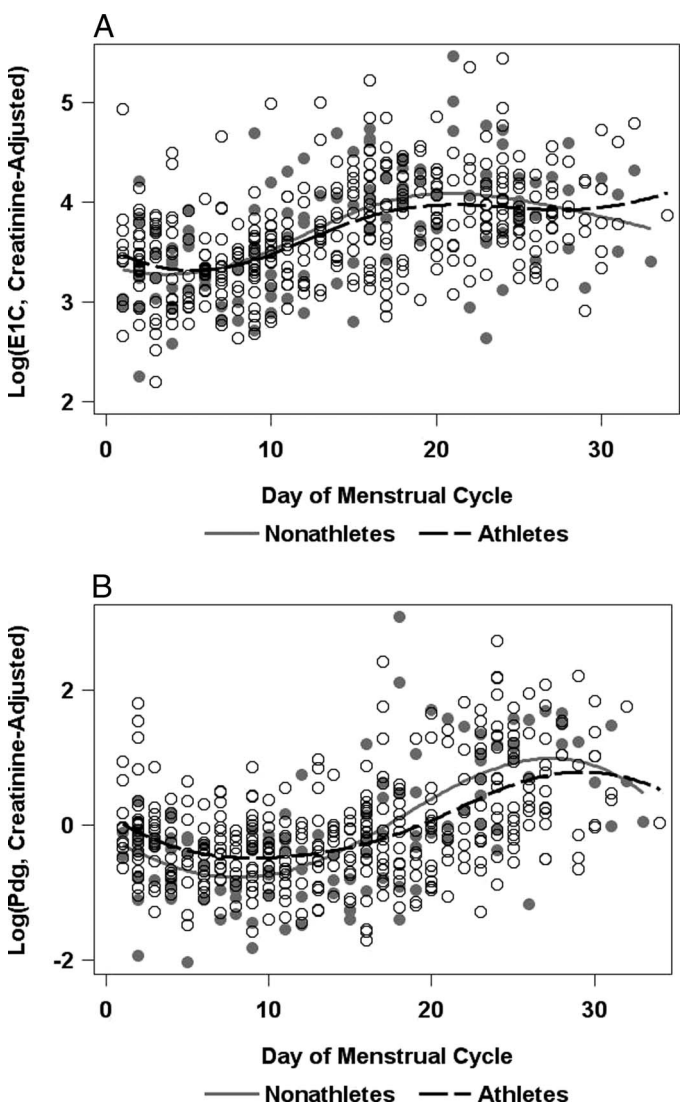 A
Log(E1C, Creatinine-Adjusted)
5
4
3
2
0 10 20 30
Day of Menstrual Cycle
Nonathletes Athletes
B
Log(Pdg, Creatinine-Adjusted)
2
0
-2
0 10 20 30
Day of Menstrual Cycle
Nonathletes Athletes